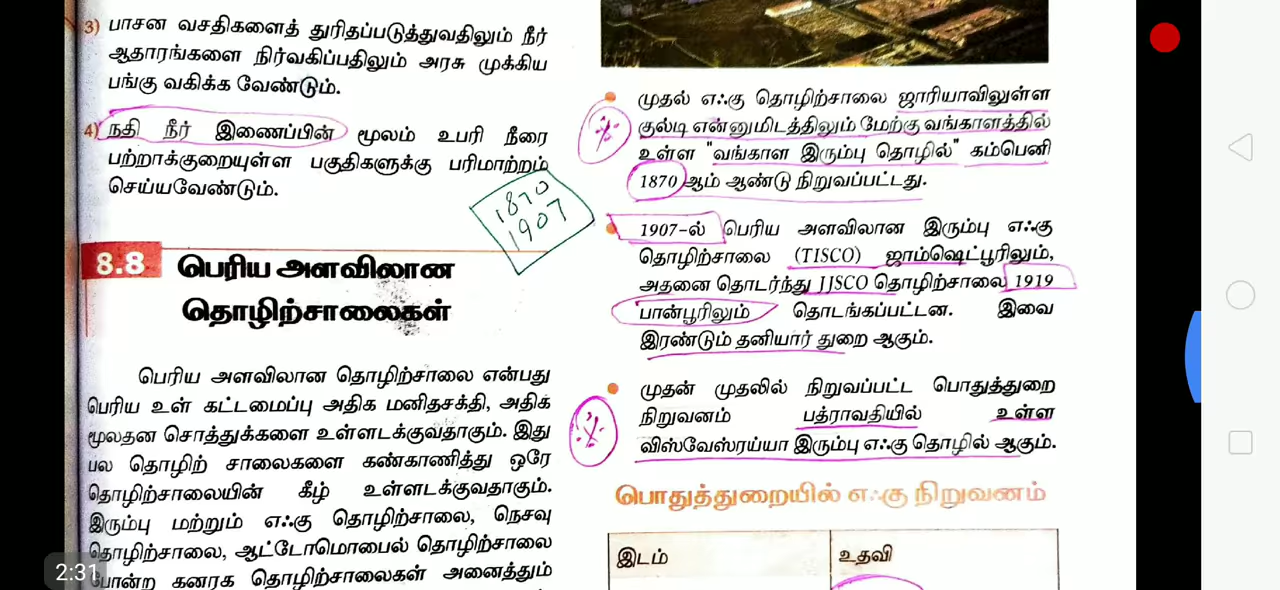 3) பாசன வசதிகளைத் துரிதப்படுத்துவதிலும் நீர்
ஆதாரங்களை நிர்வகிப்பதிலும் அரசு முக்கிய
பங்கு வகிக்க வேண்டும்.
4) நதி நீர் இணைப்பின் மூலம் உபரி நீரை
பற்றாக்குறையுள்ள பகுதிகளுக்கு பரிமாற்றம்
செய்யவேண்டும்.
1870
1907
8.8 பெரிய அளவிலான
தொழிற்சாலைகள்
பெரிய அளவிலான தொழிற்சாலை என்பது
பெரிய உள் கட்டமைப்பு அதிக மனிதசக்தி, அதிக
மூலதன சொத்துக்களை உள்ளடக்குவதாகும். இது
பல தொழிற் சாலைகளை கண்காணித்து ஒரே
தொழிற்சாலையின் கீழ் உள்ளடக்குவதாகும்.
இரும்பு மற்றும் எஃகு தொழிற்சாலை, நெசவு
தொழிற்சாலை, ஆட்டோமொபைல் தொழிற்சாலை
போன்ற கனரக தொழிற்சாலைகள் அனைத்தும்
முதல் எஃகு தொழிற்சாலை ஜாரியாவிலுள்ள
குல்டி என்னுமிடத்திலும் மேற்கு வங்காளத்தில்
உள்ள "வங்காள இரும்பு தொழில்" கம்பெனி
1870 ஆம் ஆண்டு நிறுவப்பட்டது.
1907-ல் பெரிய அளவிலான இரும்பு எஃகு
தொழிற்சாலை (TISCO) ஜாம்ஷெட்பூரிலும்,
அதனை தொடர்ந்து IISCO தொழிற்சாலை 1919
பான்பூரிலும் தொடங்கப்பட்டன. இவை
இரண்டும் தனியார் துறை ஆகும்.
முதன் முதலில் நிறுவப்பட்ட பொதுத்துறை
நிறுவனம் பத்ராவதியில் உள்ள
விஸ்வேஸ்ரய்யா இரும்பு எஃகு தொழில் ஆகும்.
பொதுத்துறையில் எஃகு நிறுவனம்
இடம் உதவி
2:31